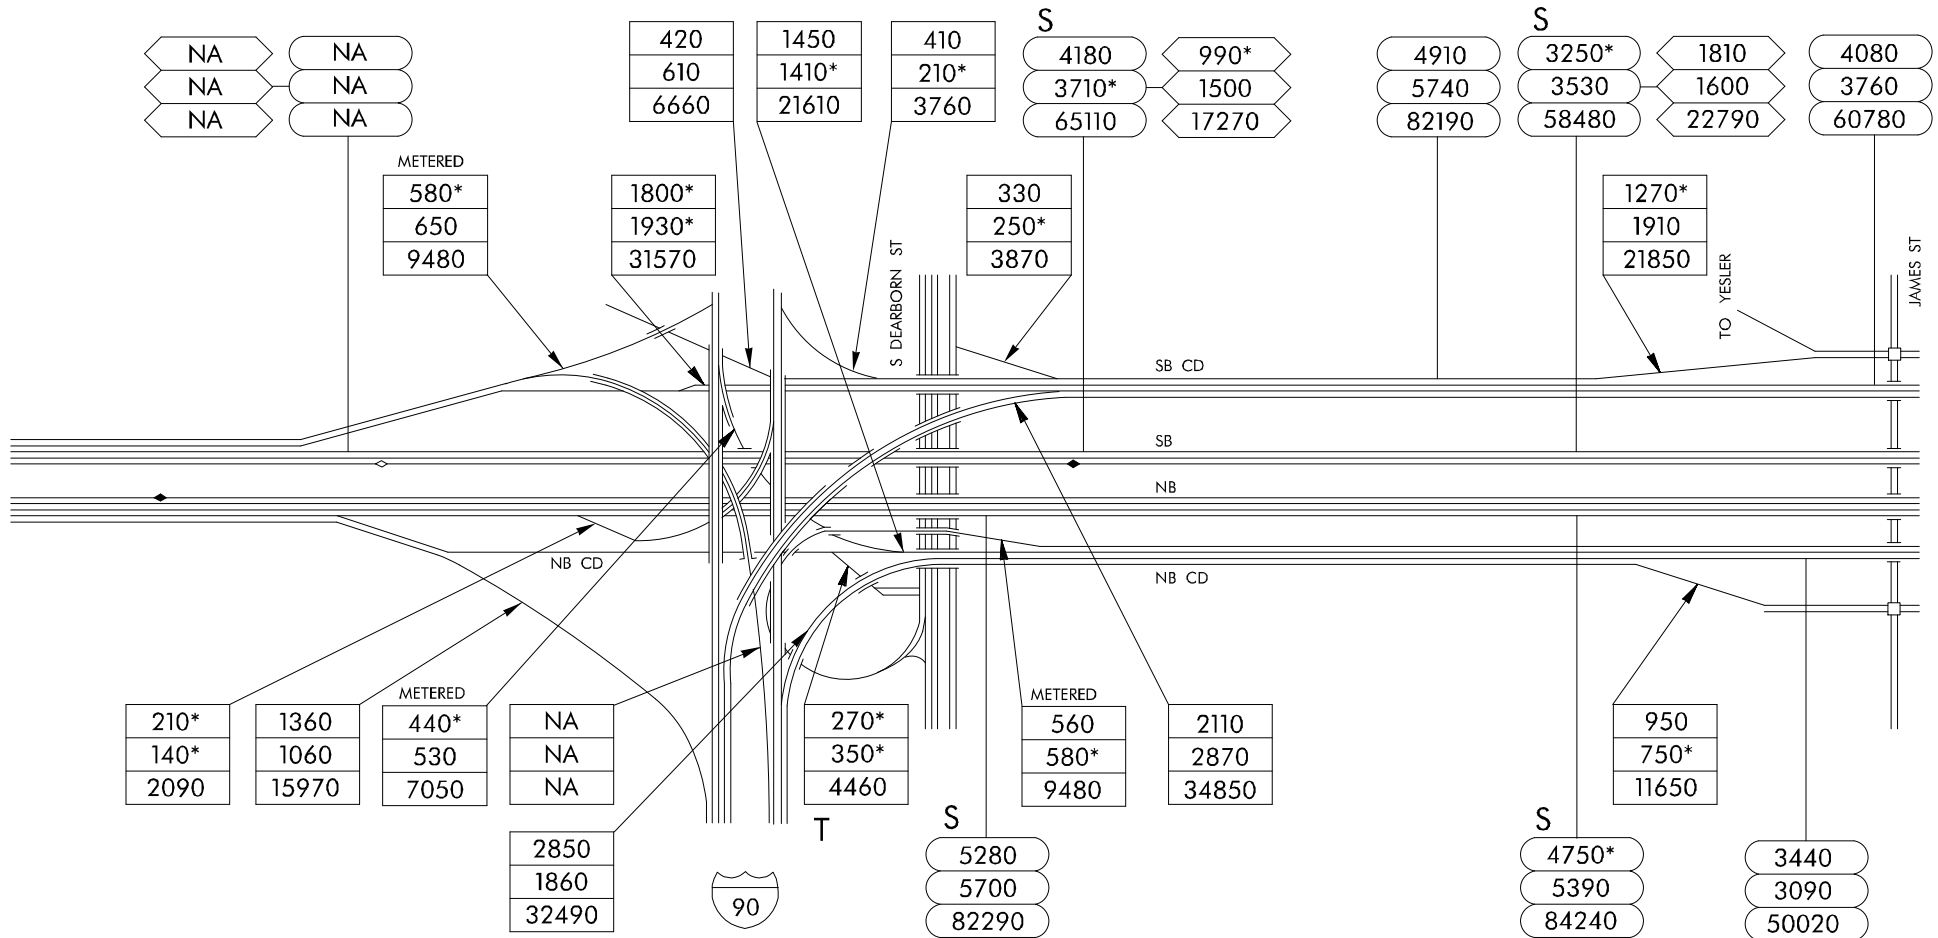 NA
NA
NA
NA
NA
NA
420
610
6660
1450
1410*
21610
410
210*
3760
S
4180
3710*
65110
990*
1500
17270
4910
5740
82190
S
3250*
3530
58480
1810
1600
22790
4080
3760
60780
METERED
580*
650
9480
1800*
1930*
31570
S DEARBORN ST
330
250*
3870
1270*
1910
21850
TO YESLER
JAMES ST
SB CD
SB
NB
NB CD
NB CD
210*
140*
2090
1360
1060
15970
METERED
440*
530
7050
NA
NA
NA
270*
350*
4460
METERED
560
580*
9480
2110
2870
34850
950
750*
11650
T
2850
1860
32490
90
S
5280
5700
82290
S
4750*
5390
84240
3440
3090
50020